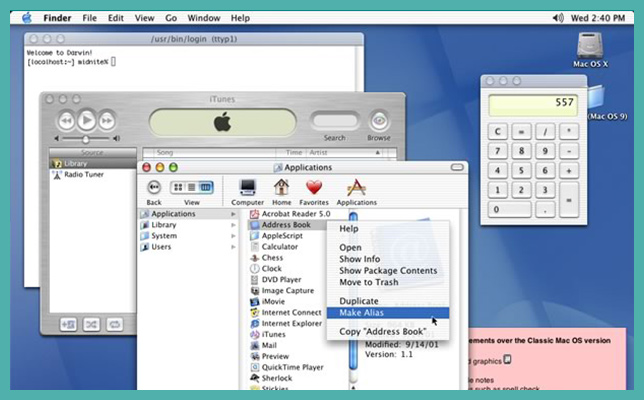 Finder File Edit View Go Window Help Wed 2:40 PM
/usr/bin/login (ttyp1)
Welcome to Darwin!
[localhost:~] midnite%
Mac OS X
(Mac OS 9)
557
C = / *
7 8 9 -
4 5 6 +
1 2 3 =
0 .
iTunes
Search Browse
Source Song Time / Artist
Library
Radio Tuner
Applications
Back View Computer Home Favorites Applications
Applications
Library
System
Users
Acrobat Reader 5.0
Address Book
AppleScript
Calculator
Chess
Clock
DVD Player
Image Capture
iMovie
Internet Connect
Internet Explorer
iTunes
Mail
Preview
QuickTime Player
Sherlock
Stickies
Help
Open
Show Info
Show Package Contents
Move to Trash
Duplicate
Make Alias
Copy "Address Book"
Modified: 9/14/01
Version: 1.1
ements over the Classic Mac OS version
d graphics
le notes
s such as spell check